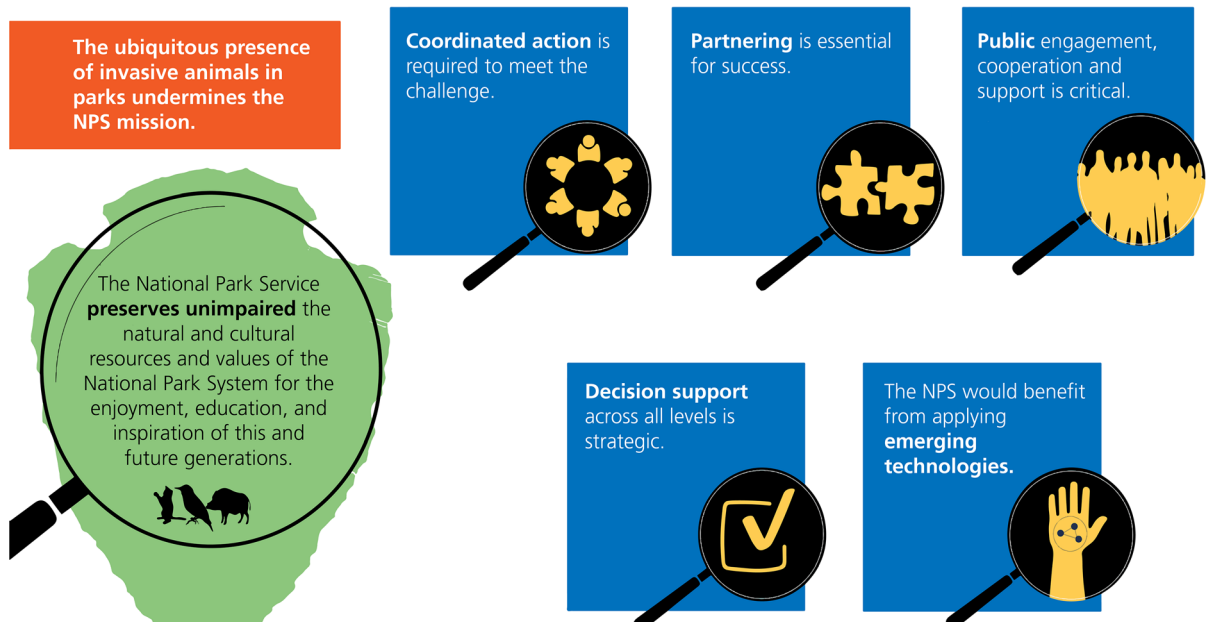 The ubiquitous presence
of invasive animals in
parks undermines the
NPS mission.
The National Park Service
preserves unimpaired the
natural and cultural
resources and values of the
National Park System for the
enjoyment, education, and
inspiration of this and
future generations.
Coordinated action is
required to meet the
challenge.
Partnering is essential
for success.
Public engagement,
cooperation and
support is critical.
Decision support
across all levels is
strategic.
The NPS would benefit
from applying
emerging
technologies.